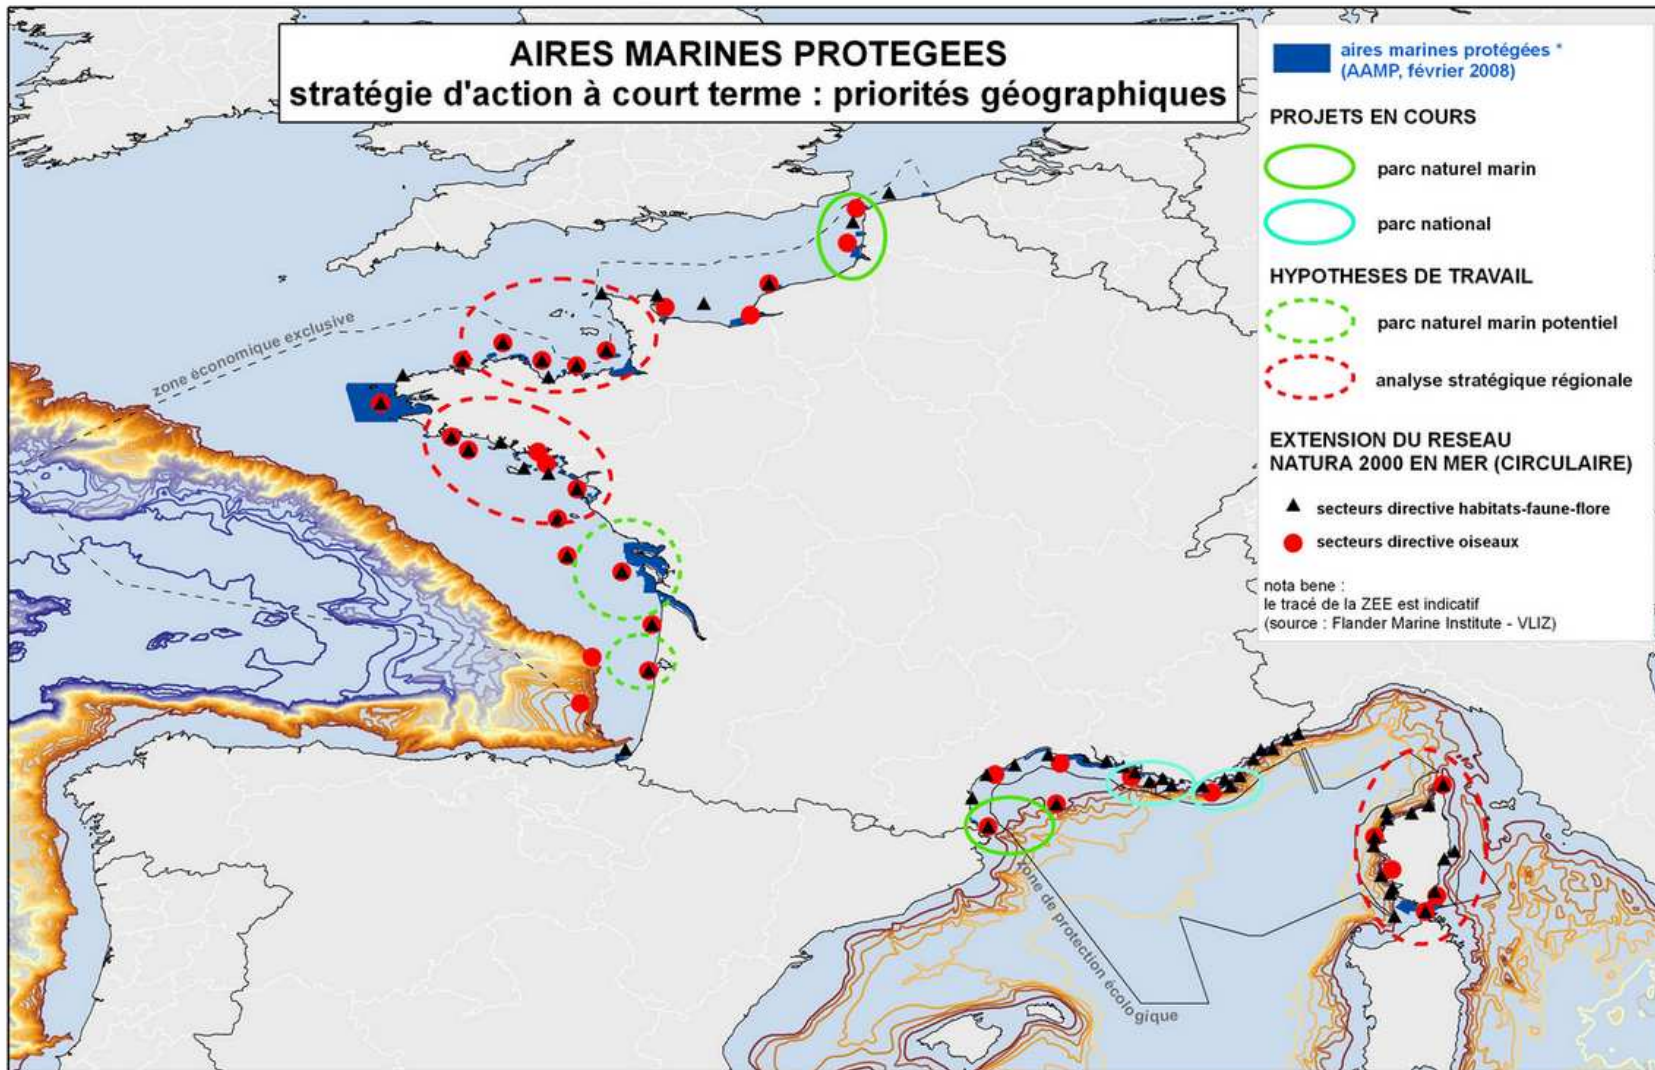 AIRES MARINES PROTEGEES
stratégie d'action à court terme : priorités géographiques
aires marines protégées *
(AAMP, février 2008)
PROJETS EN COURS
parc naturel marin
parc national
HYPOTHESES DE TRAVAIL
parc naturel marin potentiel
analyse stratégique régionale
EXTENSION DU RESEAU
NATURA 2000 EN MER (CIRCULAIRE)
secteurs directive habitats-faune-flore
secteurs directive oiseaux
nota bene :
le tracé de la ZEE est indicatif
(source : Flander Marine Institute - VLIZ)
zone économique exclusive
zone de protection écologique